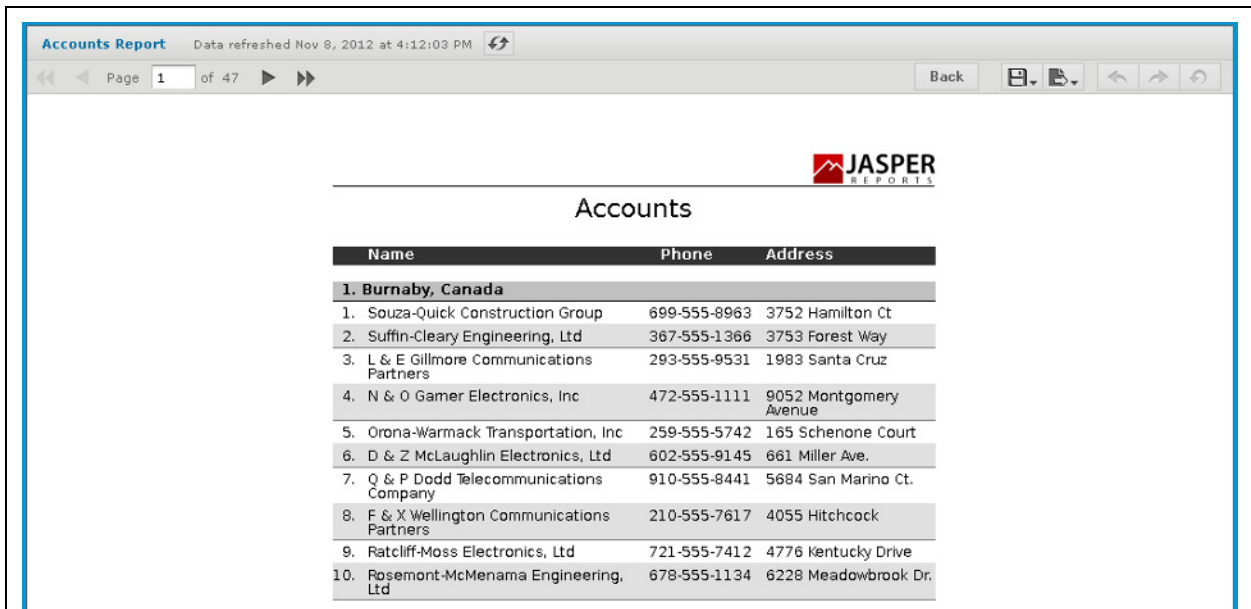 Accounts Report Data refreshed Nov 8, 2012 at 4:12:03 PM
Page 1 of 47 Back
JASPER
REPORTS
Accounts
Name Phone Address
1. Burnaby, Canada
1. Souza-Quick Construction Group 699-555-8963 3752 Hamilton Ct
2. Suffin-Cleary Engineering, Ltd 367-555-1366 3753 Forest Way
3. L & E Gillmore Communications 293-555-9531 1983 Santa Cruz
Partners
4. N & O Gamer Electronics, Inc 472-555-1111 9052 Montgomery
Avenue
5. Orona-Warmack Transportation, Inc 259-555-5742 165 Schenone Court
6. D & Z McLaughlin Electronics, Ltd 602-555-9145 661 Miller Ave.
7. Q & P Dodd Telecommunications 910-555-8441 5684 San Marino Ct.
Company
8. F & X Wellington Communications 210-555-7617 4055 Hitchcock
Partners
9. Ratcliff-Moss Electronics, Ltd 721-555-7412 4776 Kentucky Drive
10. Rosemont-McMenama Engineering, 678-555-1134 6228 Meadowbrook Dr.
Ltd